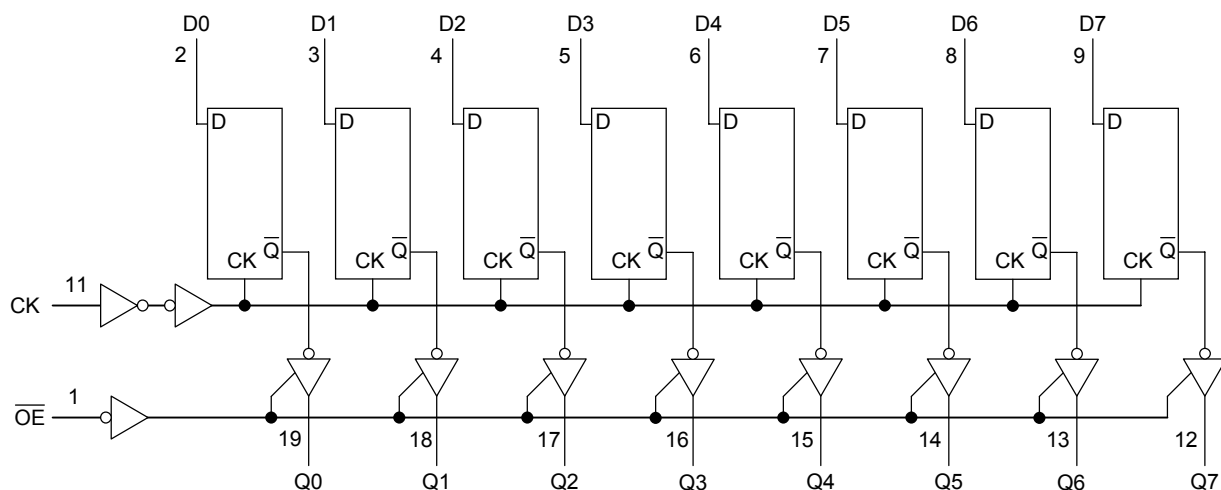 D0 D1 D2 D3 D4 D5 D6 D7
2 3 4 5 6 7 8 9
D D D D D D D D
Q̅ Q̅ Q̅ Q̅ Q̅ Q̅ Q̅ Q̅
CK CK CK CK CK CK CK CK
11
CK
1
O̅E̅
19 18 17 16 15 14 13 12
Q0 Q1 Q2 Q3 Q4 Q5 Q6 Q7